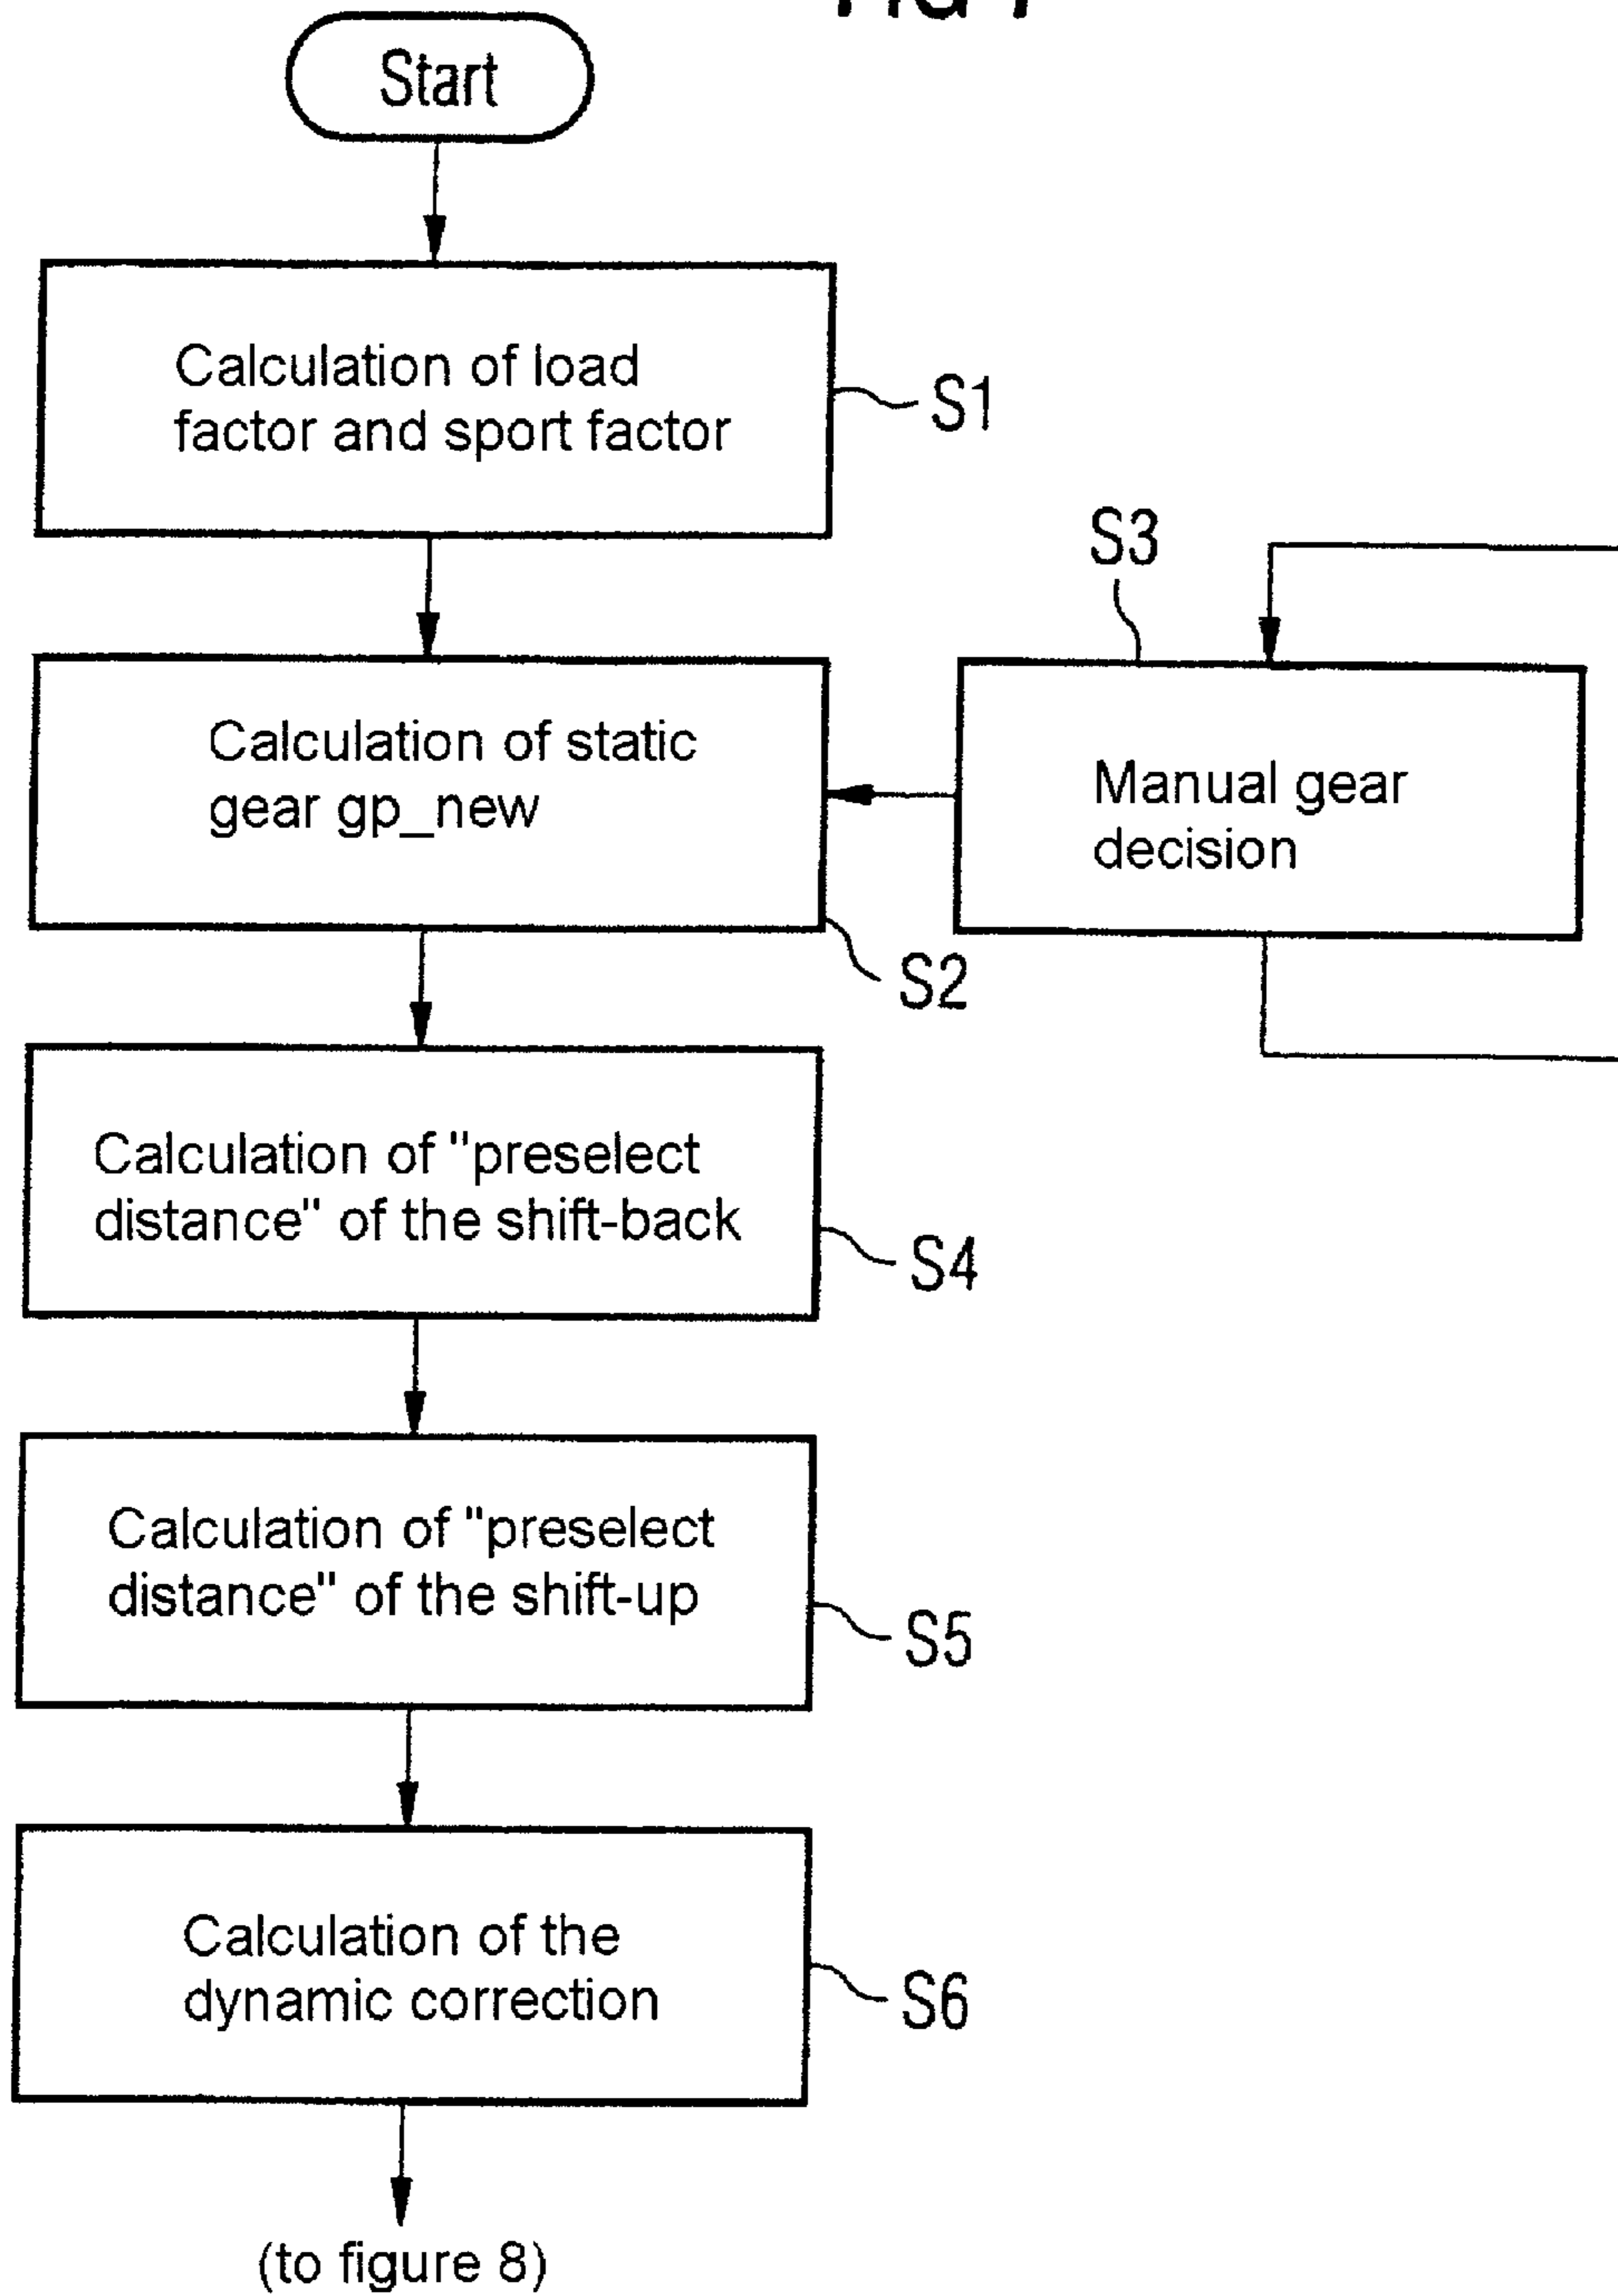 Start
Calculation of load
factor and sport factor
S1
S3
Calculation of static
gear gp_new
Manual gear
decision
S2
Calculation of "preselect
distance" of the shift-back
S4
Calculation of "preselect
distance" of the shift-up
S5
Calculation of the
dynamic correction
S6
(to figure 8)